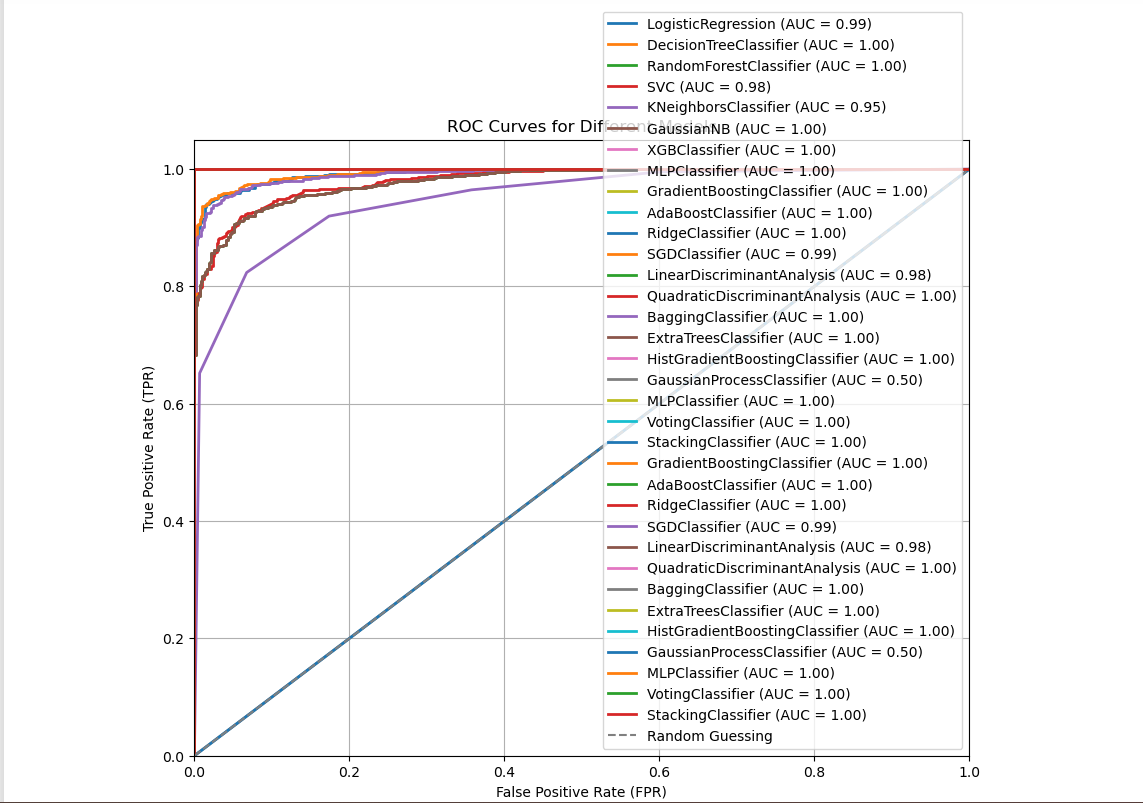 LogisticRegression (AUC = 0.99)
DecisionTreeClassifier (AUC = 1.00)
RandomForestClassifier (AUC = 1.00)
SVC (AUC = 0.98)
KNeighborsClassifier (AUC = 0.95)
ROC Curves for Different Models
GaussianNB (AUC = 1.00)
XGBClassifier (AUC = 1.00)
MLPClassifier (AUC = 1.00)
GradientBoostingClassifier (AUC = 1.00)
AdaBoostClassifier (AUC = 1.00)
RidgeClassifier (AUC = 1.00)
SGDClassifier (AUC = 0.99)
LinearDiscriminantAnalysis (AUC = 0.98)
QuadraticDiscriminantAnalysis (AUC = 1.00)
BaggingClassifier (AUC = 1.00)
ExtraTreesClassifier (AUC = 1.00)
HistGradientBoostingClassifier (AUC = 1.00)
GaussianProcessClassifier (AUC = 0.50)
MLPClassifier (AUC = 1.00)
VotingClassifier (AUC = 1.00)
StackingClassifier (AUC = 1.00)
GradientBoostingClassifier (AUC = 1.00)
AdaBoostClassifier (AUC = 1.00)
RidgeClassifier (AUC = 1.00)
SGDClassifier (AUC = 0.99)
LinearDiscriminantAnalysis (AUC = 0.98)
QuadraticDiscriminantAnalysis (AUC = 1.00)
BaggingClassifier (AUC = 1.00)
ExtraTreesClassifier (AUC = 1.00)
HistGradientBoostingClassifier (AUC = 1.00)
GaussianProcessClassifier (AUC = 0.50)
MLPClassifier (AUC = 1.00)
VotingClassifier (AUC = 1.00)
StackingClassifier (AUC = 1.00)
Random Guessing
True Positive Rate (TPR)
1.0
0.8
0.6
0.4
0.2
0.0
0.0 0.2 0.4 0.6 0.8 1.0
False Positive Rate (FPR)